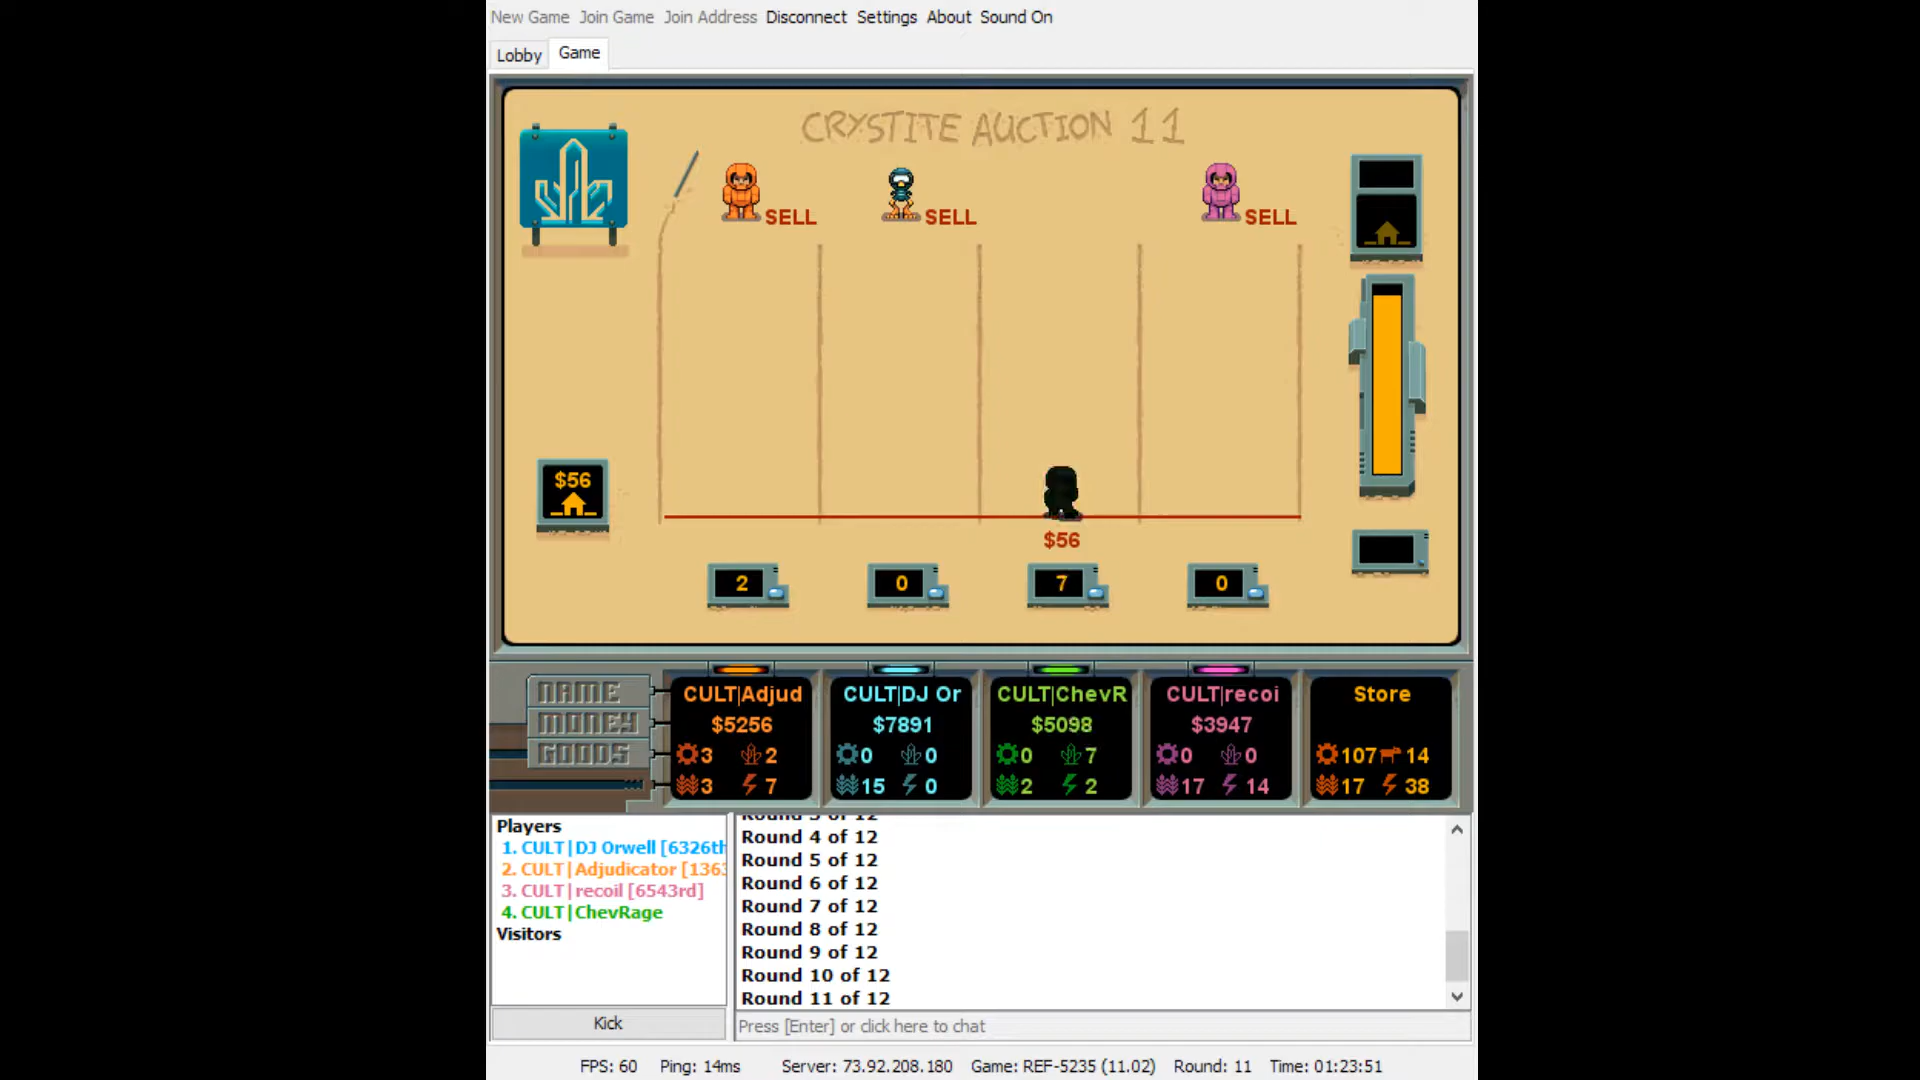 New Game Join Game Join Address Disconnect Settings About Sound On
Lobby Game
CRYSTITE AUCTION 11
SELL SELL SELL
$56
$56
2 0 7 0
NAME CULT|Adjud CULT|DJ Or CULT|ChevR CULT|recoi Store
MONEY $5256 $7891 $5098 $3947
GOODS 3 2 0 0 0 7 0 0 107 14
3 7 15 0 2 2 17 14 17 38
Players
1. CULT|DJ Orwell [6326th
2. CULT|Adjudicator [1363
3. CULT|recoil [6543rd]
4. CULT|ChevRage
Visitors
Kick
Round 3 of 12
Round 4 of 12
Round 5 of 12
Round 6 of 12
Round 7 of 12
Round 8 of 12
Round 9 of 12
Round 10 of 12
Round 11 of 12
Press [Enter] or click here to chat
FPS: 60 Ping: 14ms Server: 73.92.208.180 Game: REF-5235 (11.02) Round: 11 Time: 01:23:51